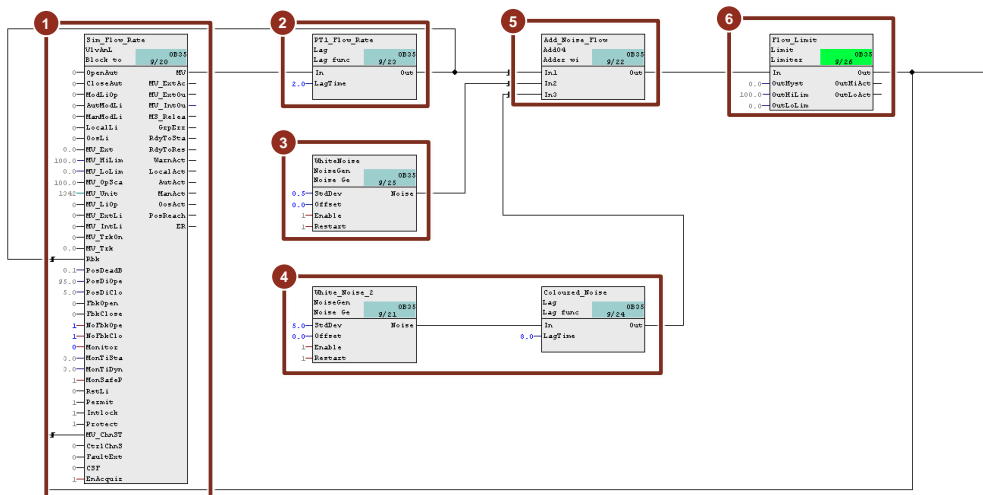 1
2
5
6
Sim_Flow_Rate
VlvAnL
Block to
OB35
9/20
0 OpenAut MV
0 CloseAut MV_ExtAc
0 ModLiOp MV_ExtOu
0 AutModLi MV_IntOu
0 ManModLi MS_Relea
0 LocalLi GrpErr
0 OosLi RdyToSta
0.0 MV_Ext RdyToRes
100.0 MV_HiLim WarnAct
0.0 MV_LoLim LocalAct
100.0 MV_OpSca AutAct
1342 MV_Unit ManAct
0 MV_LiOp OosAct
0 MV_ExtLi PosReach
0 MV_IntLi ER
0 MV_TrkOn
0.0 MV_Trk
Rbk
0.1 PosDeadB
95.0 PosDiOpe
5.0 PosDiClo
0 FbkOpen
0 FbkClose
1 NoFbkOpe
1 NoFbkClo
0 Monitor
3.0 MonTiSta
3.0 MonTiDyn
1 MonSafeP
0 RstLi
1 Permit
1 Intlock
1 Protect
MV_ChnST
0 CtrlChnS
0 FaultExt
0 CSF
1 EnAcquiz
PT1_Flow_Rate
Lag
Lag func
OB35
9/23
In Out
2.0 LagTime
Add_Noise_Flow
Add04
Adder wi
OB35
9/22
In1 Out
In2
In3
Flow_Limit
Limit
Limiter
OB35
9/26
In Out
0.0 OutHyst OutHiAct
100.0 OutHiLim OutLoAct
0.0 OutLoLim
3
WhiteNoise
NoiseGen
Noise Ge
OB35
9/25
0.5 StdDev Noise
0.0 Offset
1 Enable
1 Restart
4
White_Noise_2
NoiseGen
Noise Ge
OB35
9/21
5.0 StdDev Noise
0.0 Offset
1 Enable
1 Restart
Coloured_Noise
Lag
Lag func
OB35
9/24
In Out
8.0 LagTime